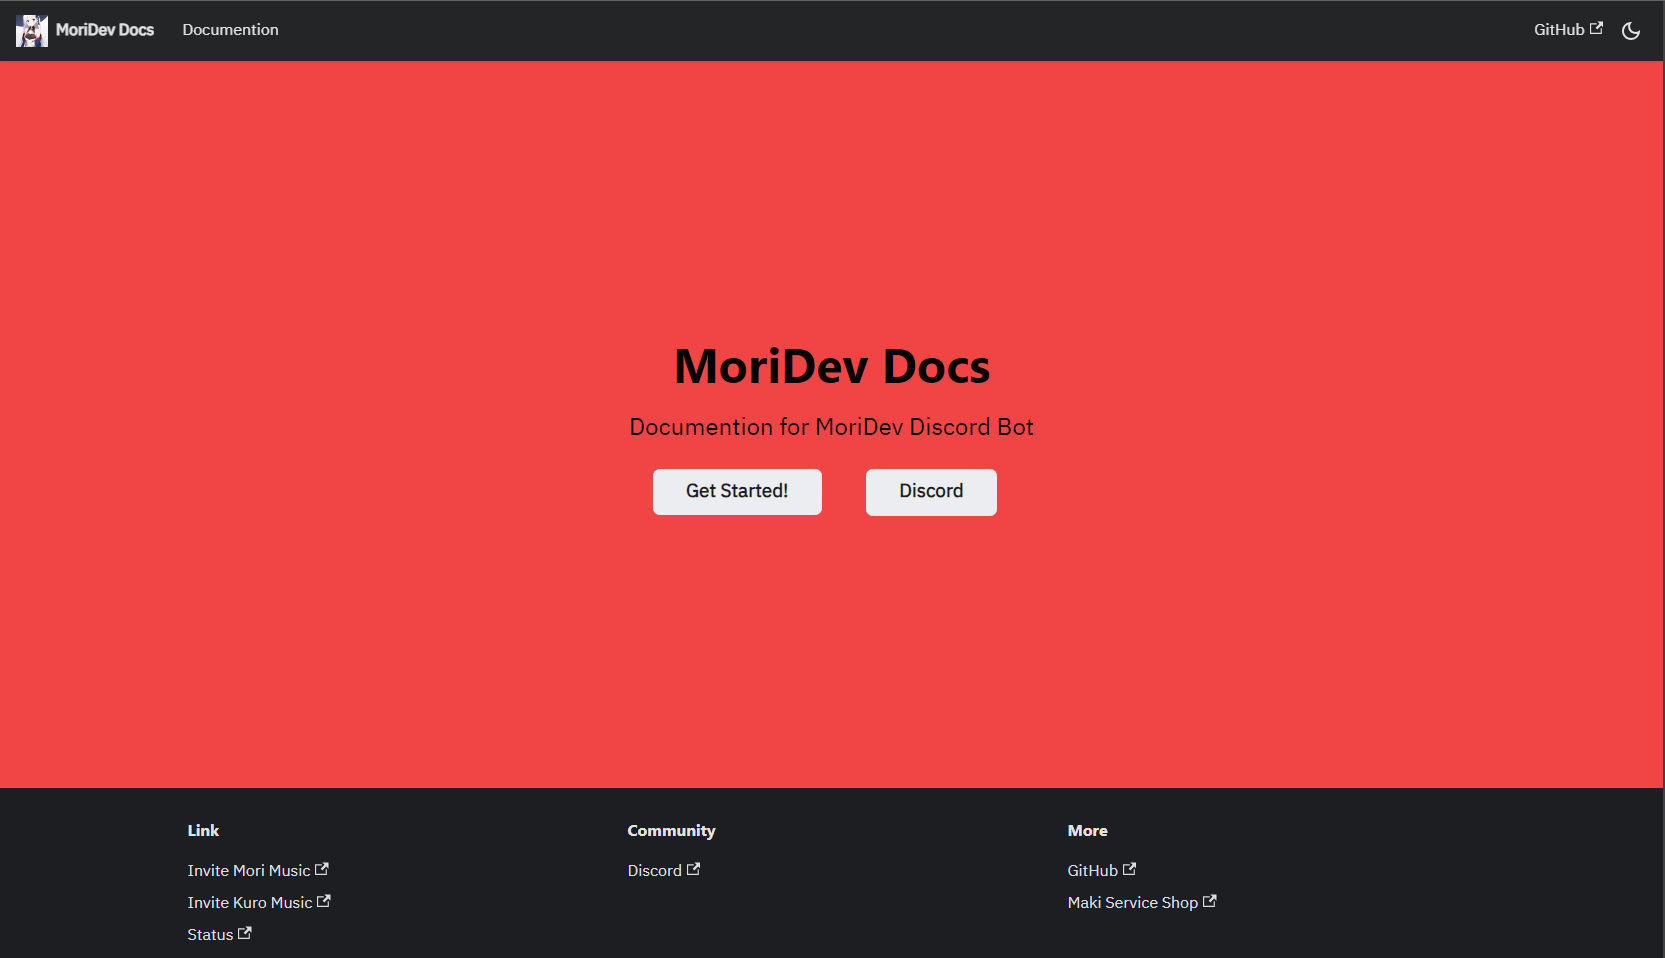 MoriDev Docs Documention GitHub
MoriDev Docs
Documention for MoriDev Discord Bot
Get Started! Discord
Link Community More
Invite Mori Music Discord GitHub
Invite Kuro Music Maki Service Shop
Status